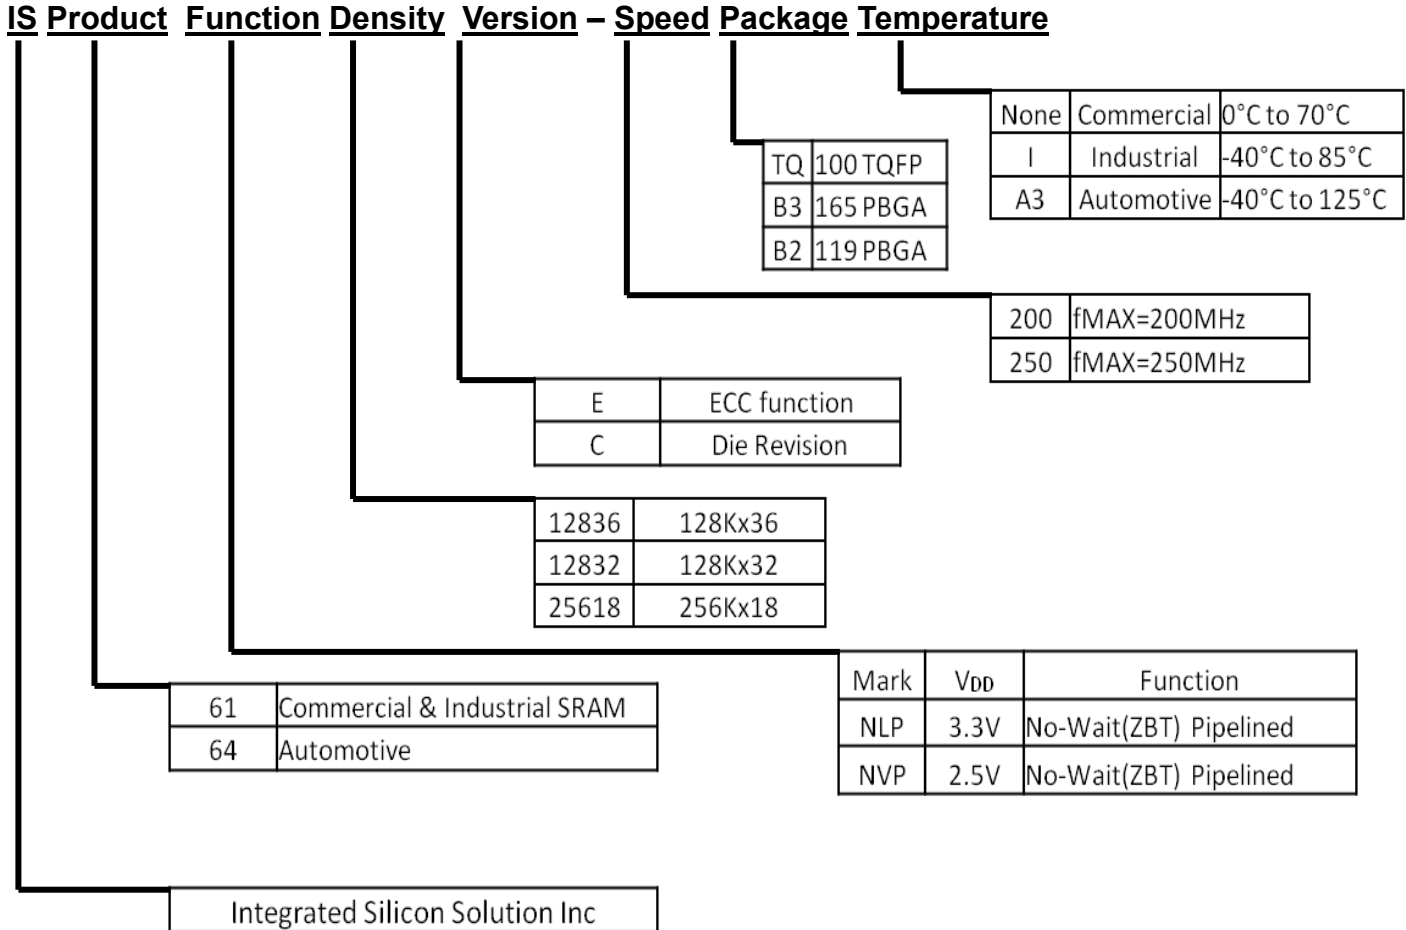 IS Product Function Density Version – Speed Package Temperature
None Commercial 0°C to 70°C
I Industrial -40°C to 85°C
A3 Automotive -40°C to 125°C
TQ 100 TQFP
B3 165 PBGA
B2 119 PBGA
200 fMAX=200MHz
250 fMAX=250MHz
E ECC function
C Die Revision
12836 128Kx36
12832 128Kx32
25618 256Kx18
Mark VDD Function
NLP 3.3V No-Wait(ZBT) Pipelined
NVP 2.5V No-Wait(ZBT) Pipelined
61 Commercial & Industrial SRAM
64 Automotive
Integrated Silicon Solution Inc